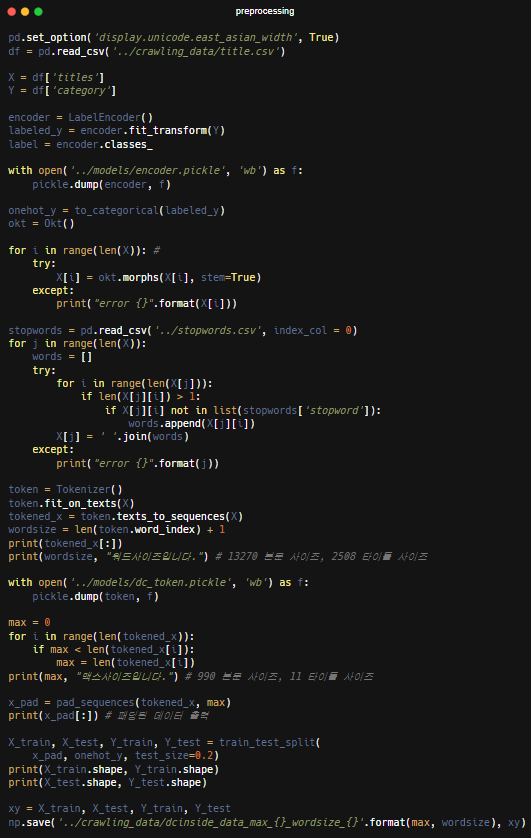 preprocessing
pd.set_option('display.unicode.east_asian_width', True)
df = pd.read_csv('../crawling_data/title.csv')
X = df['titles']
Y = df['category']
encoder = LabelEncoder()
labeled_y = encoder.fit_transform(Y)
label = encoder.classes_
with open('../models/encoder.pickle', 'wb') as f:
    pickle.dump(encoder, f)
onehot_y = to_categorical(labeled_y)
okt = Okt()
for i in range(len(X)): #
    try:
        X[i] = okt.morphs(X[i], stem=True)
    except:
        print("error {}".format(X[i]))
stopwords = pd.read_csv('../stopwords.csv', index_col = 0)
for j in range(len(X)):
    words = []
    try:
        for i in range(len(X[j])):
            if len(X[j][i]) > 1:
                if X[j][i] not in list(stopwords['stopword']):
                    words.append(X[j][i])
        X[j] = ' '.join(words)
    except:
        print("error {}".format(j))
token = Tokenizer()
token.fit_on_texts(X)
tokened_x = token.texts_to_sequences(X)
wordsize = len(token.word_index) + 1
print(tokened_x[:])
print(wordsize, "워드사이즈입니다.") # 13270 본문 사이즈, 2508 타이틀 사이즈
with open('../models/dc_token.pickle', 'wb') as f:
    pickle.dump(token, f)
max = 0
for i in range(len(tokened_x)):
    if max < len(tokened_x[i]):
        max = len(tokened_x[i])
print(max, "맥스사이즈입니다.") # 990 본문 사이즈, 11 타이틀 사이즈
x_pad = pad_sequences(tokened_x, max)
print(x_pad[:]) # 패딩된 데이터 출력
X_train, X_test, Y_train, Y_test = train_test_split(
    x_pad, onehot_y, test_size=0.2)
print(X_train.shape, Y_train.shape)
print(X_test.shape, Y_test.shape)
xy = X_train, X_test, Y_train, Y_test
np.save('../crawling_data/dcinside_data_max_{}_wordsize_{}'.format(max, wordsize), xy)